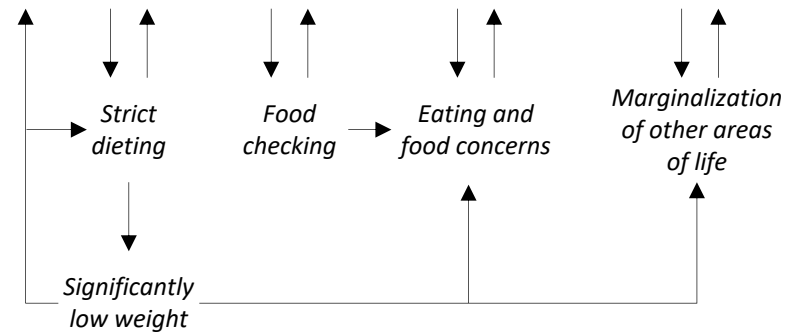 Strict
dieting
Food
checking
Eating and
food concerns
Marginalization
of other areas
of life
Significantly
low weight